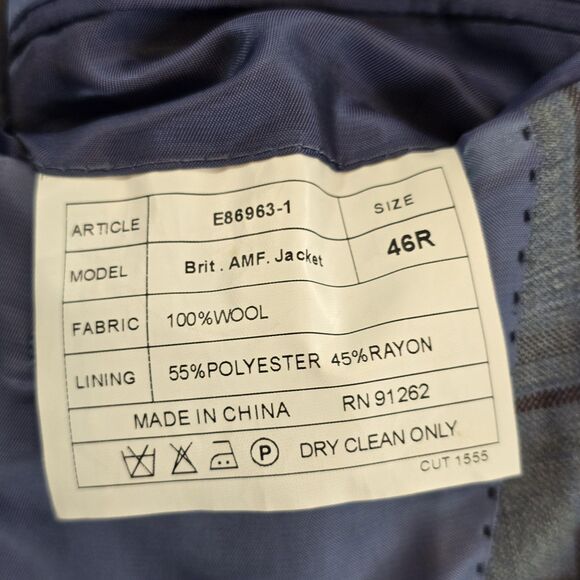 ARTICLE E86963-1 SIZE
MODEL Brit. AMF. Jacket 46R
FABRIC 100%WOOL
LINING 55%POLYESTER 45%RAYON
MADE IN CHINA RN 91262
P DRY CLEAN ONLY
CUT 1555